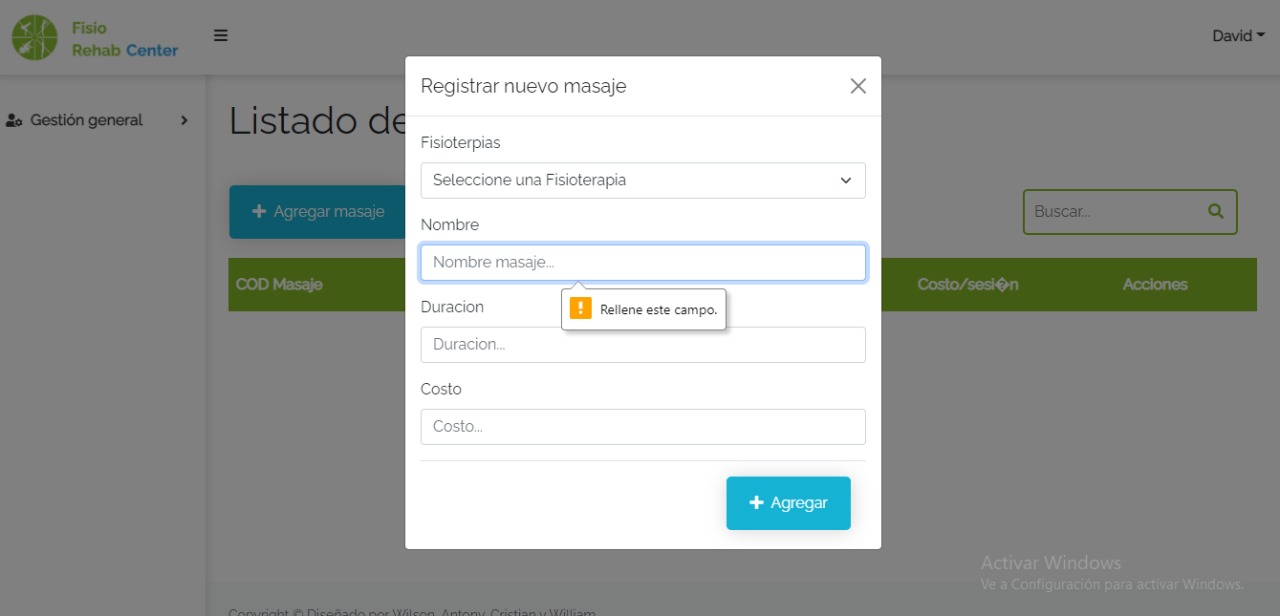 Fisio
Rehab Center
David
Gestión general
Listado de
Agregar masaje
Buscar...
COD Masaje
Costo/sesi�n
Acciones
Registrar nuevo masaje
Fisioterpias
Seleccione una Fisioterapia
Nombre
Nombre masaje...
Rellene este campo.
Duracion
Duracion...
Costo
Costo...
Agregar
Activar Windows
Ve a Configuración para activar Windows.
Copyright © Diseñado por Wilson, Antony, Cristian y William